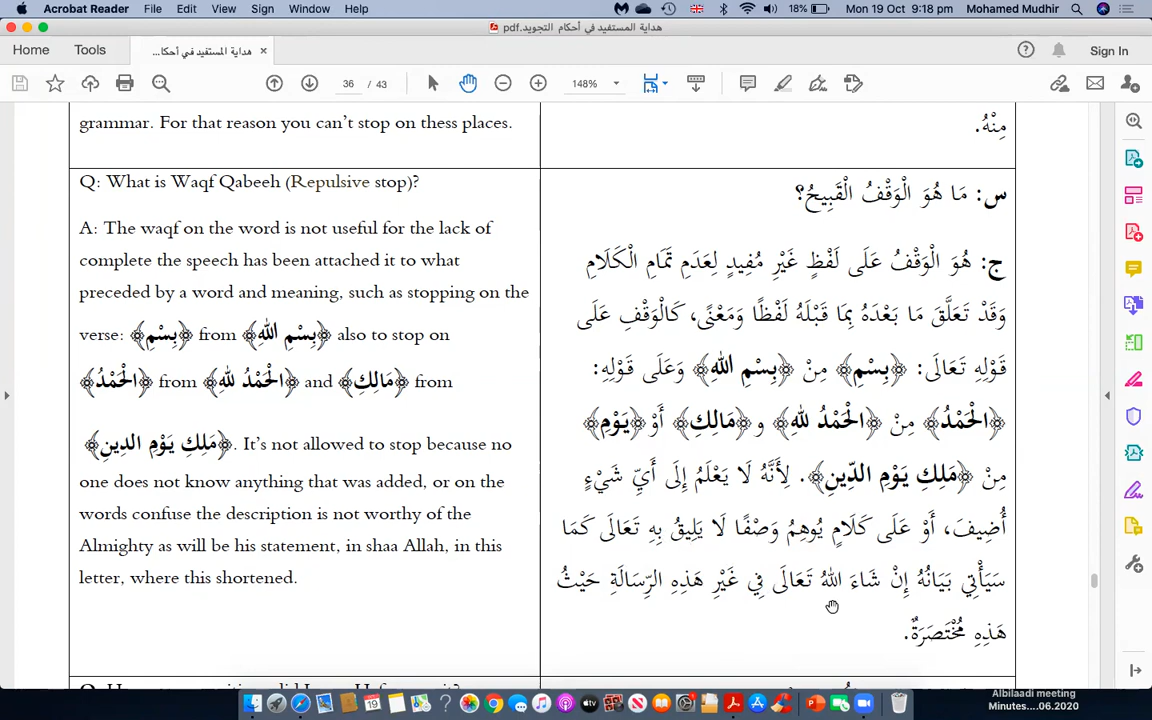 Acrobat Reader File Edit View Sign Window Help 18% Mon 19 Oct 9:18 pm Mohamed Mudhir
هداية المستفيد في أحكام التجويد.pdf
Home Tools هداية المستفيد في أحكا... × Sign In
36 / 43 148%
grammar. For that reason you can’t stop on thess places.
مِنْهُ.
Q: What is Waqf Qabeeh (Repulsive stop)?
A: The waqf on the word is not useful for the lack of
complete the speech has been attached it to what
preceded by a word and meaning, such as stopping on the
verse: ﴿بِسْمِ﴾ from ﴿بِسْمِ اللهِ﴾ also to stop on
﴿الْحَمْدُ﴾ from ﴿الْحَمْدُ للهِ﴾ and ﴿مَالِكِ﴾ from
﴿مَلِكِ يَوْمِ الدِينِ﴾. It’s not allowed to stop because no
one does not know anything that was added, or on the
words confuse the description is not worthy of the
Almighty as will be his statement, in shaa Allah, in this
letter, where this shortened.
س: مَا هُوَ الْوَقْفُ الْقَبِيحُ؟
ج: هُوَ الْوَقْفُ عَلَى لَفْظٍ غَيْرِ مُفِيدٍ لِعَدَمِ تَمَامِ الْكَلَامِ
وَقَدْ تَعَلَّقَ مَا بَعْدَهُ بِمَا قَبْلَهُ لَفْظًا وَمَعْنًى، كَالْوَقْفِ عَلَى
قَوْلِهِ تَعَالَى: ﴿بِسْمِ﴾ مِنْ ﴿بِسْمِ اللهِ﴾ وَعَلَى قَوْلِهِ:
﴿الْحَمْدُ﴾ مِنْ ﴿الْحَمْدُ للهِ﴾ و﴿مَالِكِ﴾ أَوْ ﴿يَوْمِ﴾
مِنْ ﴿مَلِكِ يَوْمِ الدِّينِ﴾. لِأَنَّهُ لَا يَعْلَمُ إِلَى أَيِّ شَيْءٍ
أُضِيفَ، أَوْ عَلَى كَلَامٍ يُوهِمُ وَصْفًا لَا يَلِيقُ بِهِ تَعَالَى كَمَا
سَيَأْتِي بَيَانُهُ إِنْ شَاءَ اللهُ تَعَالَى فِي غَيْرِ هَذِهِ الرِّسَالَةِ حَيْثُ
هَذِهِ مُخْتَصَرَةٌ.
Albilaadi meeting
Minutes....06.2020